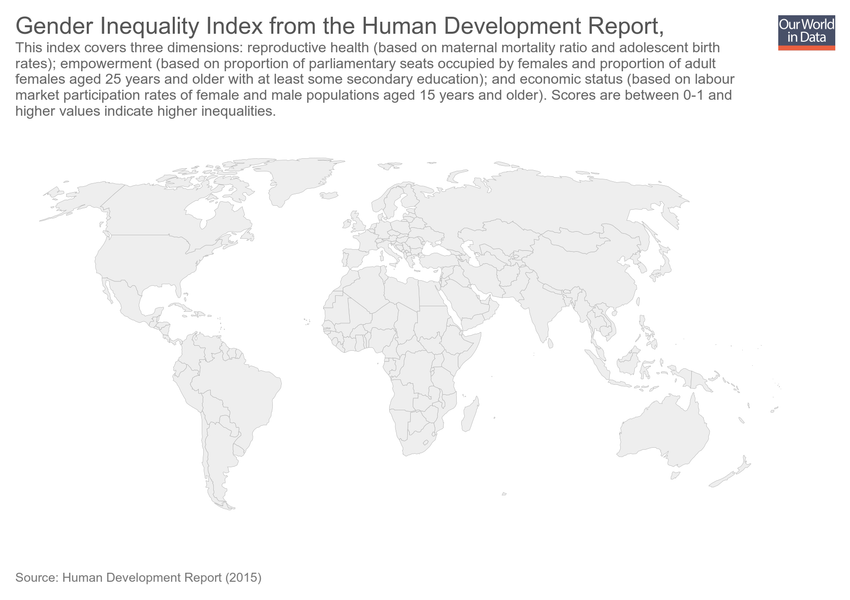 Gender Inequality Index from the Human Development Report,
Our World
in Data
This index covers three dimensions: reproductive health (based on maternal mortality ratio and adolescent birth
rates); empowerment (based on proportion of parliamentary seats occupied by females and proportion of adult
females aged 25 years and older with at least some secondary education); and economic status (based on labour
market participation rates of female and male populations aged 15 years and older). Scores are between 0-1 and
higher values indicate higher inequalities.
Source: Human Development Report (2015)